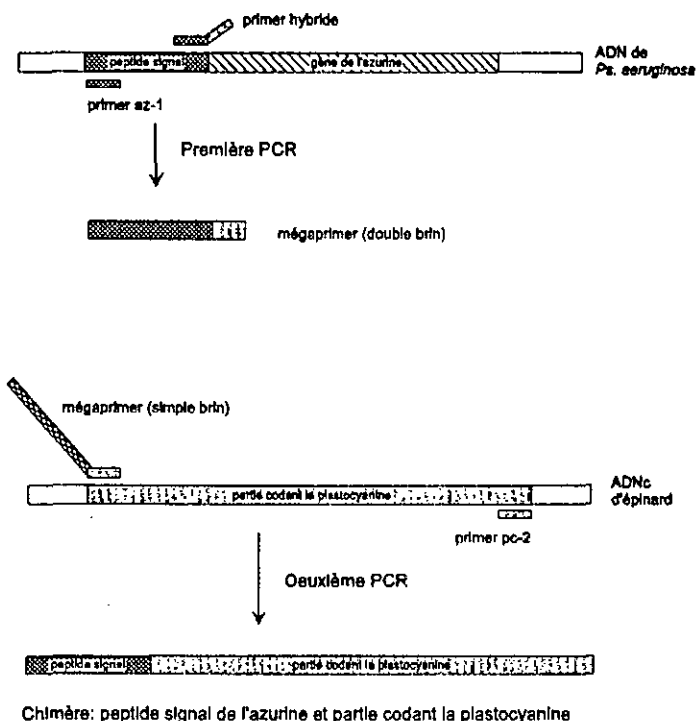 primer hybride
ADN de
Ps. aeruginosa
peptide signal
gène de l'azurine
primer az-1
Première PCR
mégaprimer (double brin)
mégaprimer (simple brin)
ADNc
d'épinard
partie codant la plastocyanine
primer pc-2
Oeuxlème PCR
peptide signal
partie codant la plastocyanine
Chimère: peptide signal de l'azurine et partie codant la plastocyanine